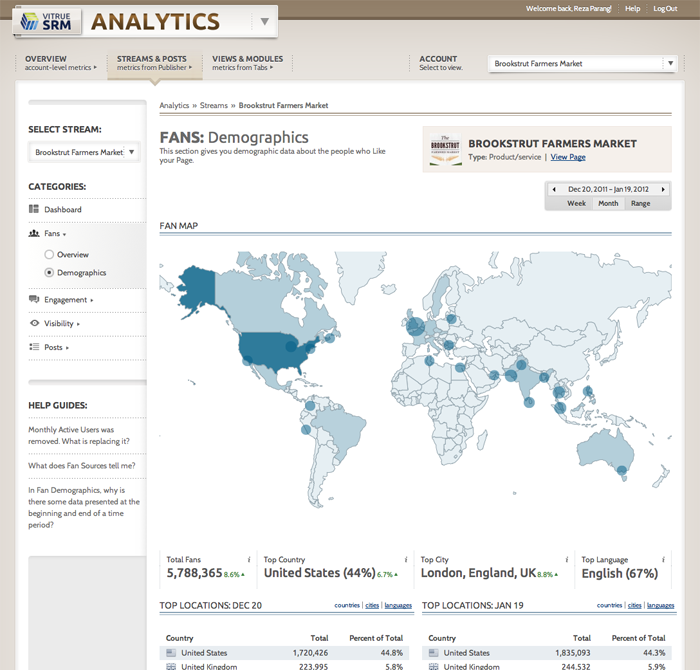 Welcome back, Reza Parang!
Help
Log Out
VITRUE
SRM
ANALYTICS
OVERVIEW
account-level metrics
STREAMS & POSTS
metrics from Publisher
VIEWS & MODULES
metrics from Tabs
ACCOUNT
Select to view.
Brookstrut Farmers Market
SELECT STREAM:
Brookstrut Farmers Market
CATEGORIES:
Dashboard
Fans
Overview
Demographics
Engagement
Visibility
Posts
HELP GUIDES:
Monthly Active Users was
removed. What is replacing it?
What does Fan Sources tell me?
In Fan Demographics, why is
there some data presented at the
beginning and end of a time
period?
Analytics » Streams » Brookstrut Farmers Market
FANS: Demographics
This section gives you demographic data about the people who Like
your Page.
The
BROOKSTRUT
FARMERS MARKET
BROOKSTRUT FARMERS MARKET
Type: Product/service | View Page
Dec 20, 2011 – Jan 19, 2012
Week Month Range
FAN MAP
Total Fans i
5,788,365 8.6%
Top Country i
United States (44%) 6.7%
Top City i
London, England, UK 8.8%
Top Language i
English (67%)
TOP LOCATIONS: DEC 20 countries | cities | languages
Country Total Percent of Total
United States 1,720,426 44.8%
United Kingdom 223,995 5.8%
TOP LOCATIONS: JAN 19 countries | cities | languages
Country Total Percent of Total
United States 1,835,093 44.3%
United Kingdom 244,532 5.9%